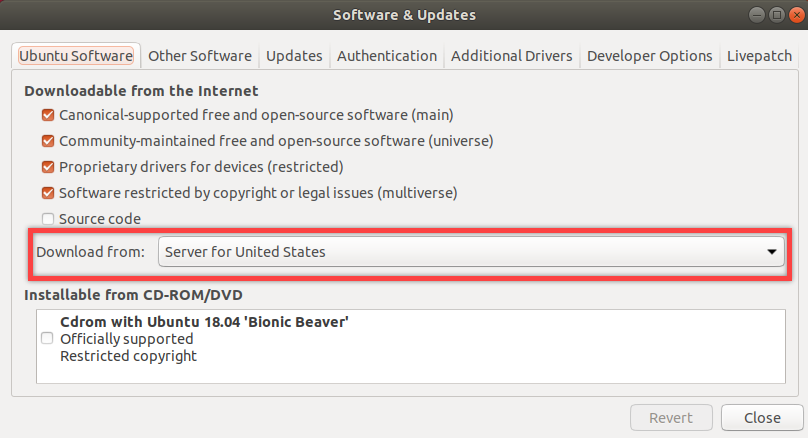 Software & Updates
Ubuntu Software Other Software Updates Authentication Additional Drivers Developer Options Livepatch
Downloadable from the Internet
Canonical-supported free and open-source software (main)
Community-maintained free and open-source software (universe)
Proprietary drivers for devices (restricted)
Software restricted by copyright or legal issues (multiverse)
Source code
Download from: Server for United States
Installable from CD-ROM/DVD
Cdrom with Ubuntu 18.04 'Bionic Beaver'
Officially supported
Restricted copyright
Revert Close